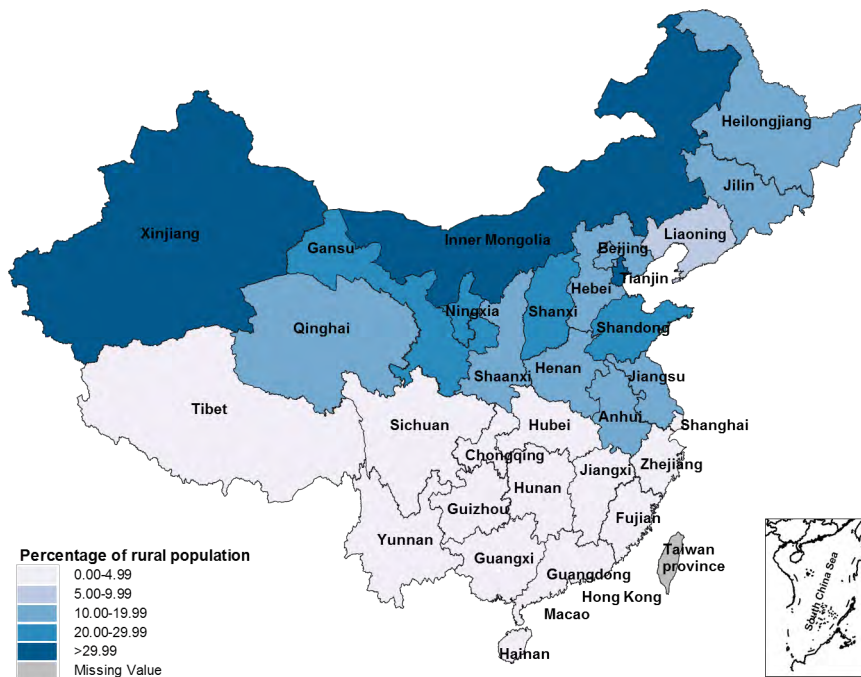 Heilongjiang
Jilin
Xinjiang
Gansu
Inner Mongolia
Beijing
Liaoning
Tianjin
Hebei
Ningxia
Shanxi
Qinghai
Shandong
Shaanxi
Henan
Jiangsu
Tibet
Sichuan
Hubei
Anhui
Shanghai
Chongqing
Jiangxi
Zhejiang
Hunan
Guizhou
Fujian
Yunnan
Guangxi
Guangdong
Taiwan
province
Hong Kong
Macao
Hainan
South China Sea
Percentage of rural population
0.00-4.99
5.00-9.99
10.00-19.99
20.00-29.99
>29.99
Missing Value